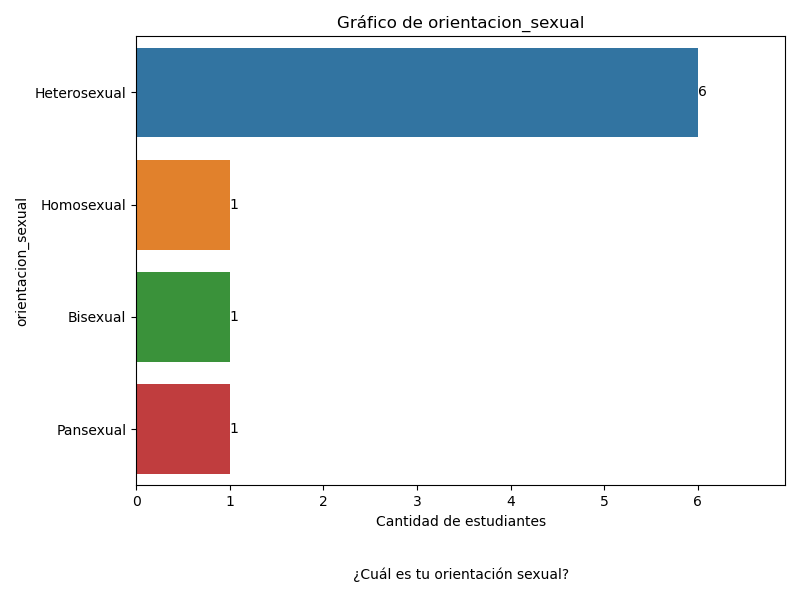 Gráfico de orientacion_sexual
Heterosexual
6
Homosexual
1
Bisexual
1
Pansexual
1
orientacion_sexual
0 1 2 3 4 5 6
Cantidad de estudiantes
¿Cuál es tu orientación sexual?